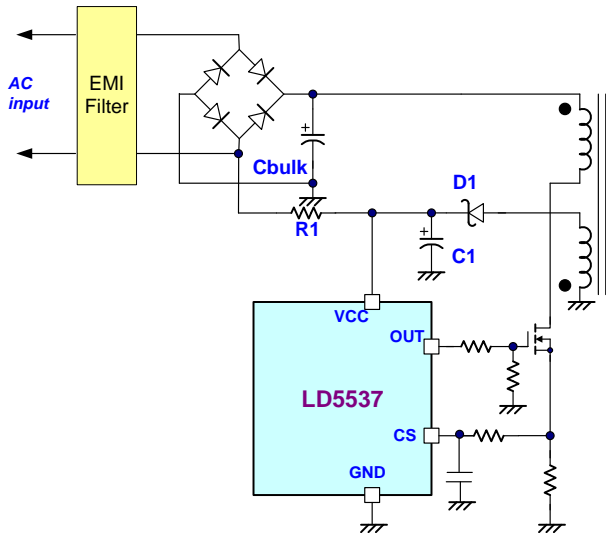 AC
input
EMI
Filter
+
Cbulk
R1
D1
+
C1
VCC
OUT
LD5537
CS
GND